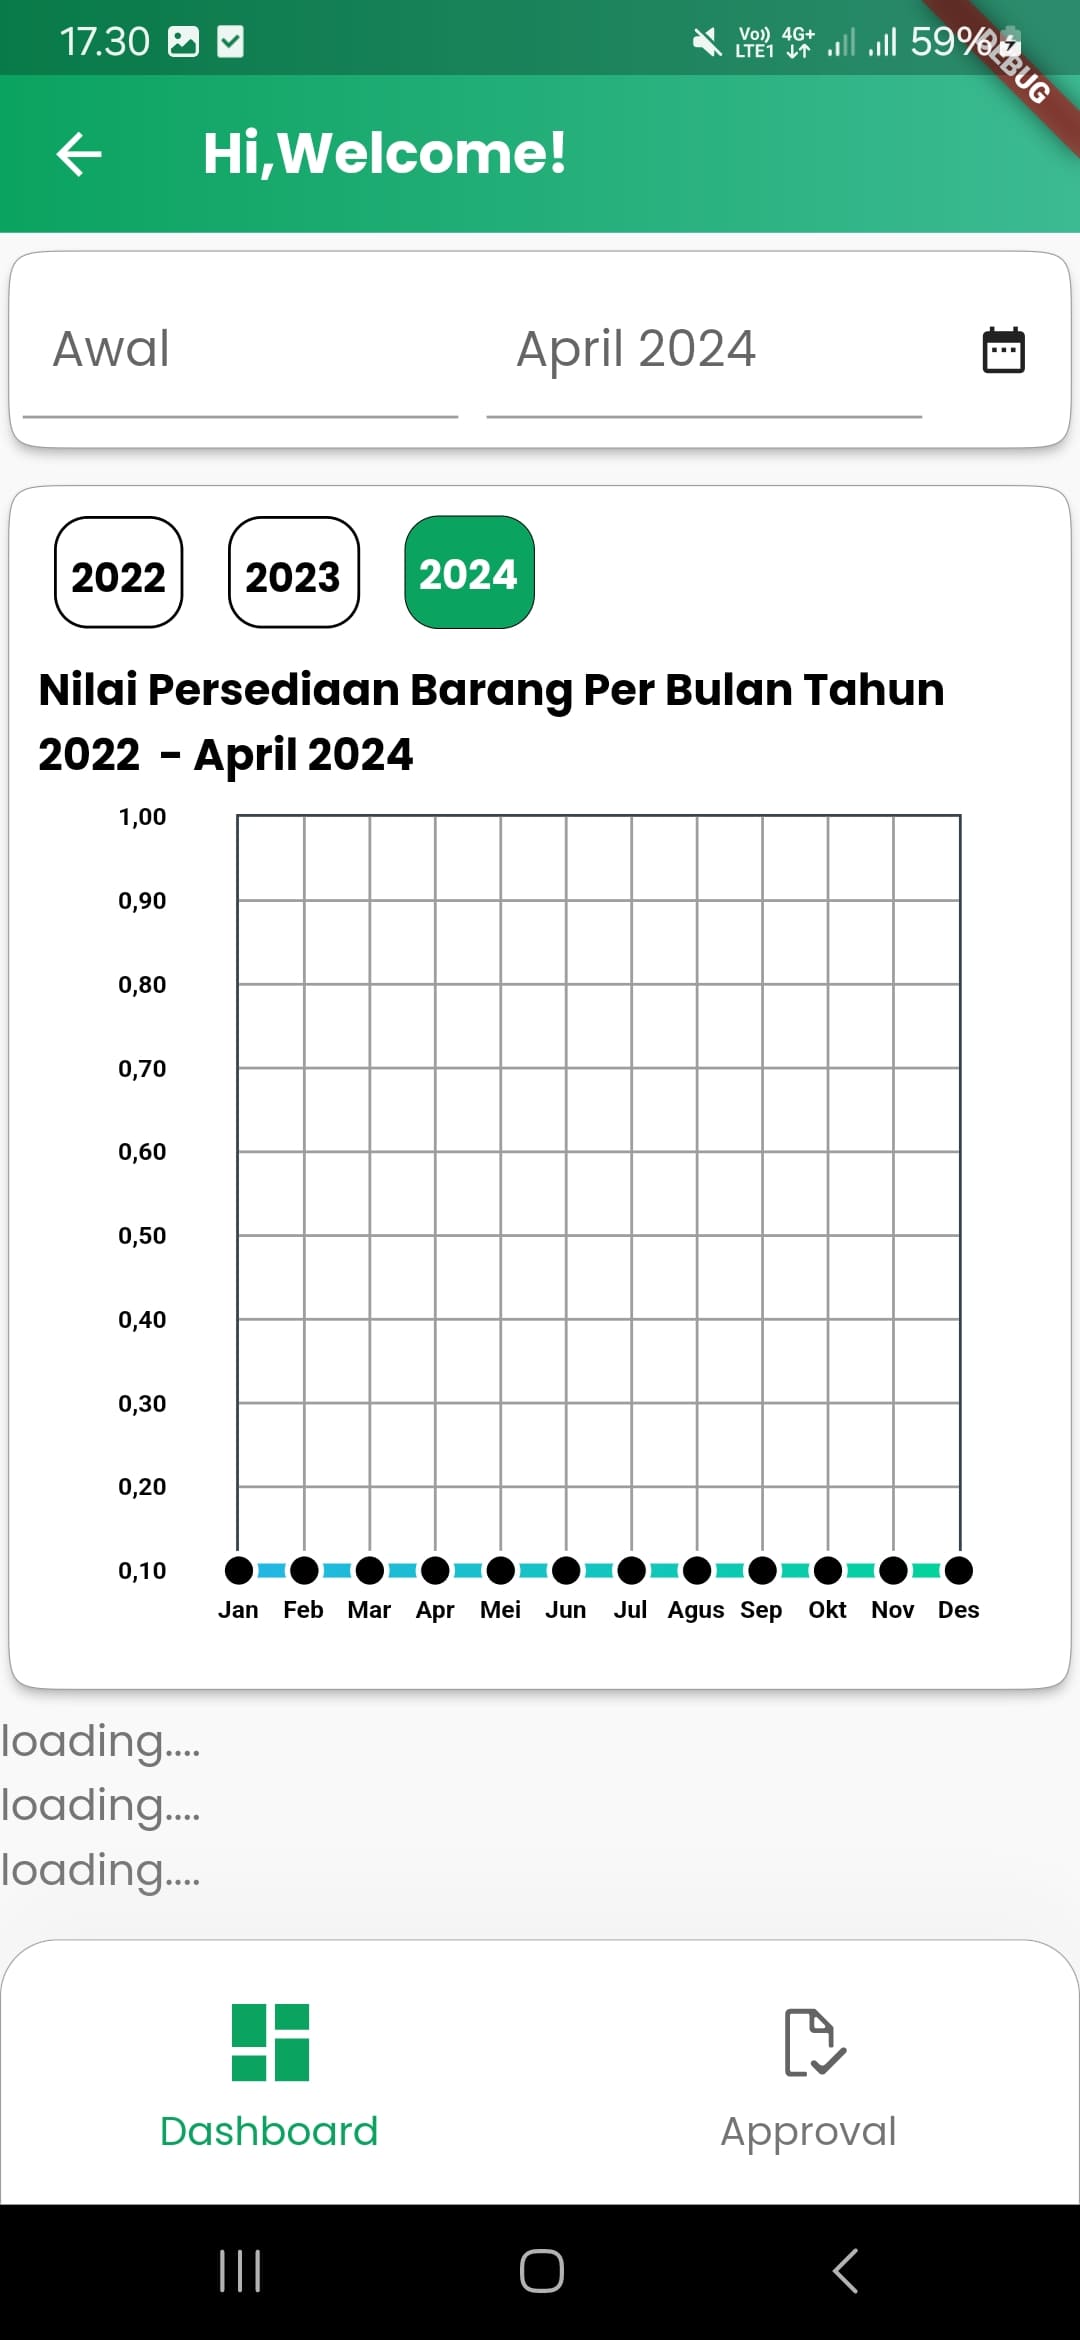 17.30
Vo)) 4G+
LTE1
59%
DEBUG
Hi,Welcome!
Awal
April 2024
2022
2023
2024
Nilai Persediaan Barang Per Bulan Tahun
2022 - April 2024
1,00
0,90
0,80
0,70
0,60
0,50
0,40
0,30
0,20
0,10
Jan Feb Mar Apr Mei Jun Jul Agus Sep Okt Nov Des
loading....
loading....
loading....
Dashboard
Approval